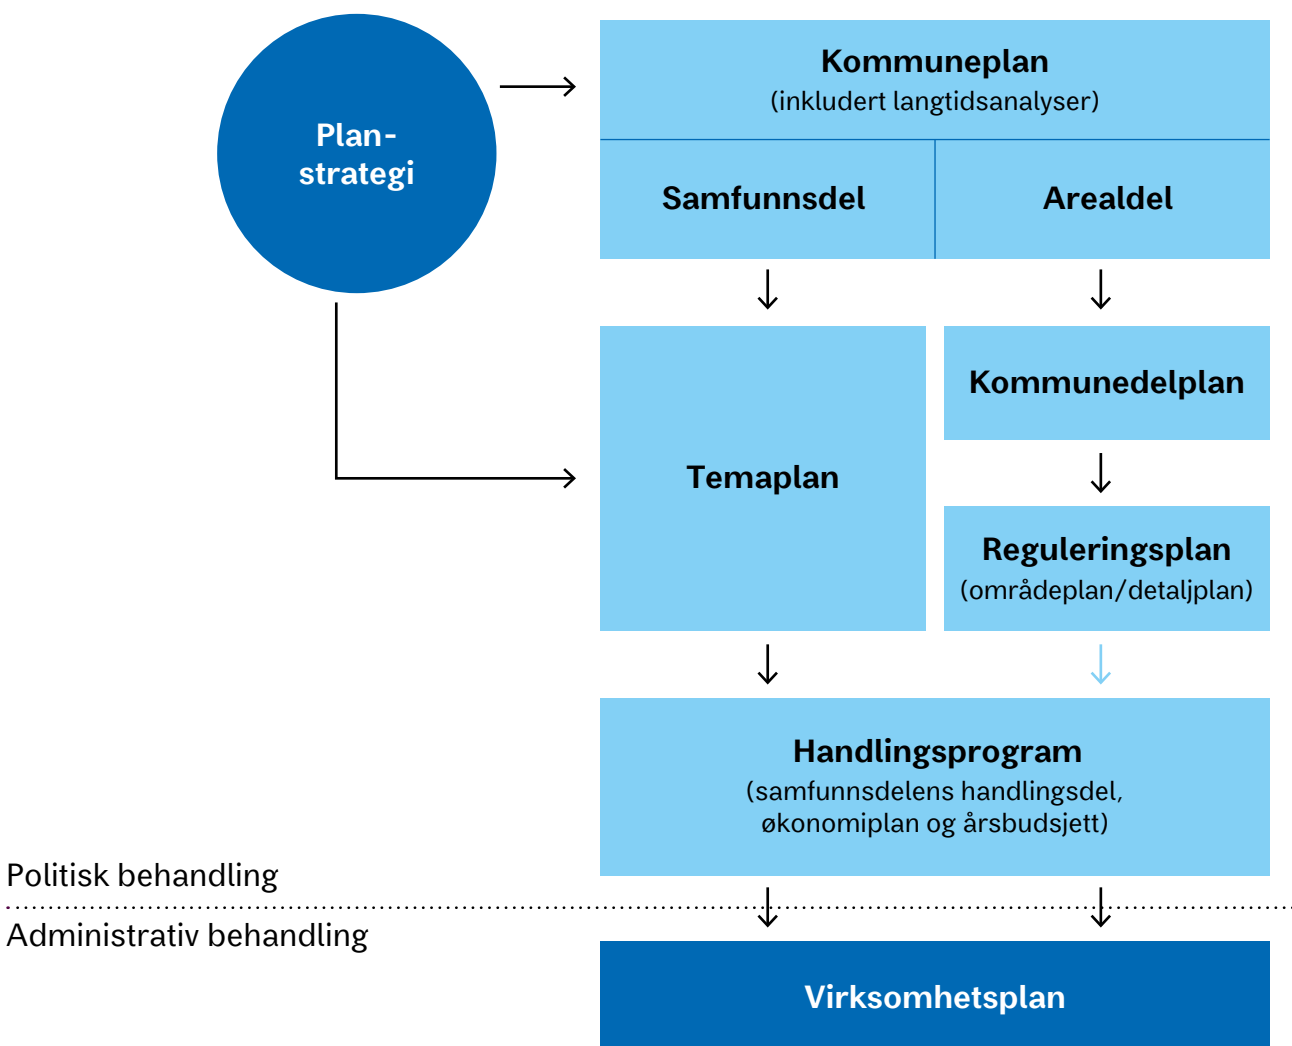 Plan-
strategi
Kommuneplan
(inkludert langtidsanalyser)
Samfunnsdel
Arealdel
Temaplan
Kommunedelplan
Reguleringsplan
(områdeplan/detaljplan)
Handlingsprogram
(samfunnsdelens handlingsdel,
økonomiplan og årsbudsjett)
Politisk behandling
Administrativ behandling
Virksomhetsplan